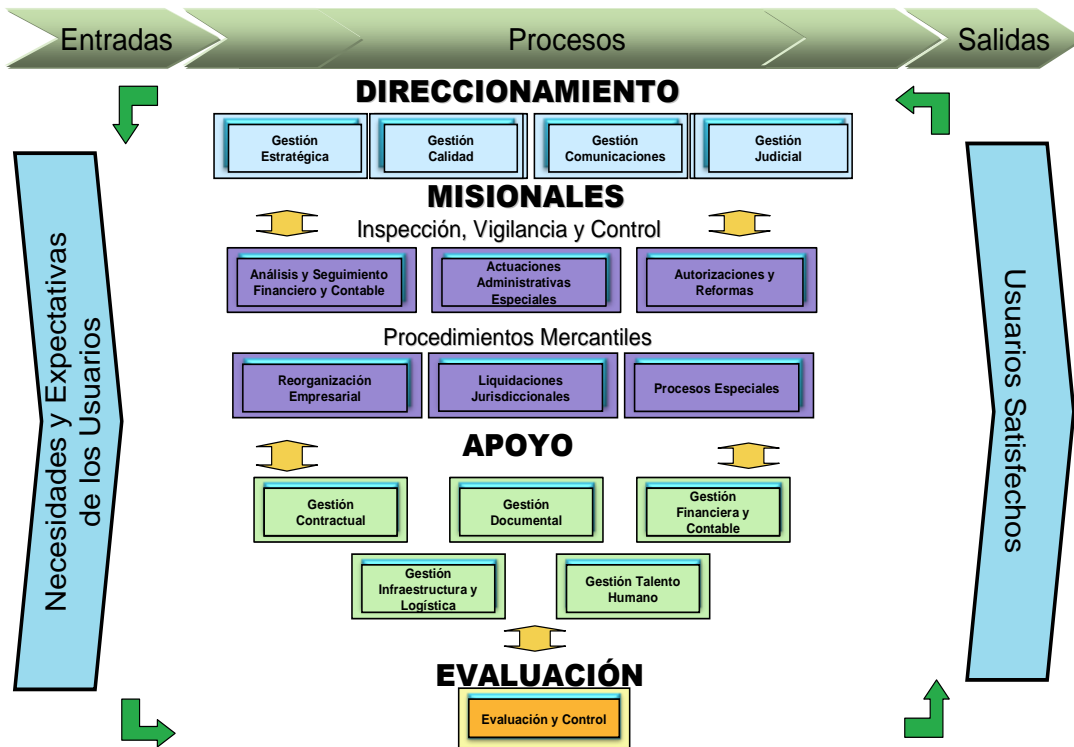 Entradas
Procesos
Salidas
DIRECCIONAMIENTO
Gestión
Estratégica
Gestión
Calidad
Gestión
Comunicaciones
Gestión
Judicial
MISIONALES
Inspección, Vigilancia y Control
Análisis y Seguimiento
Financiero y Contable
Actuaciones
Administrativas
Especiales
Autorizaciones y
Reformas
Procedimientos Mercantiles
Reorganización
Empresarial
Liquidaciones
Jurisdiccionales
Procesos Especiales
APOYO
Gestión
Contractual
Gestión
Documental
Gestión
Financiera y
Contable
Gestión
Infraestructura y
Logística
Gestión Talento
Humano
EVALUACIÓN
Evaluación y Control
Necesidades y Expectativas
de los Usuarios
Usuarios Satisfechos